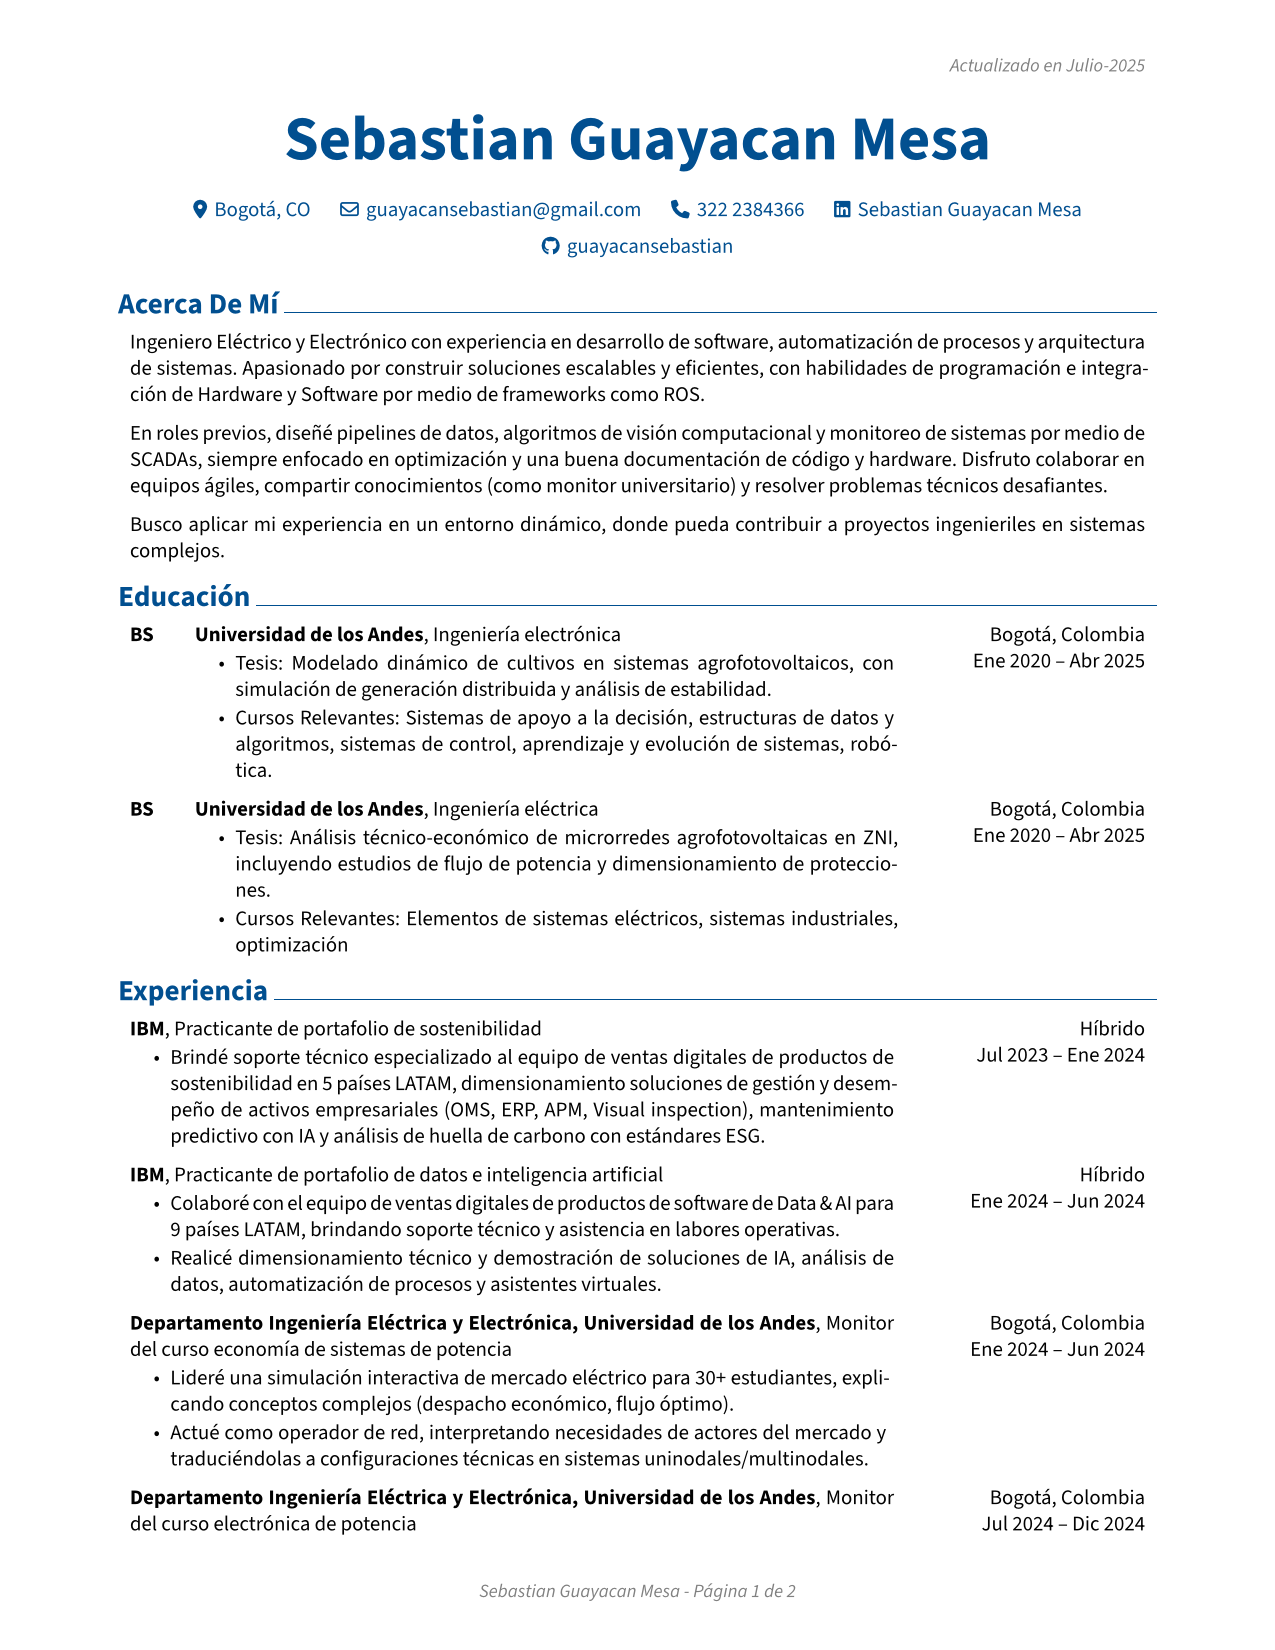 Actualizado en Julio-2025
Sebastian Guayacan Mesa
Bogotá, CO guayacansebastian@gmail.com 322 2384366 Sebastian Guayacan Mesa
guayacansebastian
Acerca De Mí
Ingeniero Eléctrico y Electrónico con experiencia en desarrollo de software, automatización de procesos y arquitectura
de sistemas. Apasionado por construir soluciones escalables y eficientes, con habilidades de programación e integra-
ción de Hardware y Software por medio de frameworks como ROS.
En roles previos, diseñé pipelines de datos, algoritmos de visión computacional y monitoreo de sistemas por medio de
SCADAs, siempre enfocado en optimización y una buena documentación de código y hardware. Disfruto colaborar en
equipos ágiles, compartir conocimientos (como monitor universitario) y resolver problemas técnicos desafiantes.
Busco aplicar mi experiencia en un entorno dinámico, donde pueda contribuir a proyectos ingenieriles en sistemas
complejos.
Educación
BS Universidad de los Andes, Ingeniería electrónica Bogotá, Colombia
Ene 2020 – Abr 2025
• Tesis: Modelado dinámico de cultivos en sistemas agrofotovoltaicos, con
simulación de generación distribuida y análisis de estabilidad.
• Cursos Relevantes: Sistemas de apoyo a la decisión, estructuras de datos y
algoritmos, sistemas de control, aprendizaje y evolución de sistemas, robó-
tica.
BS Universidad de los Andes, Ingeniería eléctrica Bogotá, Colombia
Ene 2020 – Abr 2025
• Tesis: Análisis técnico-económico de microrredes agrofotovoltaicas en ZNI,
incluyendo estudios de flujo de potencia y dimensionamiento de proteccio-
nes.
• Cursos Relevantes: Elementos de sistemas eléctricos, sistemas industriales,
optimización
Experiencia
IBM, Practicante de portafolio de sostenibilidad Híbrido
Jul 2023 – Ene 2024
• Brindé soporte técnico especializado al equipo de ventas digitales de productos de
sostenibilidad en 5 países LATAM, dimensionamiento soluciones de gestión y desem-
peño de activos empresariales (OMS, ERP, APM, Visual inspection), mantenimiento
predictivo con IA y análisis de huella de carbono con estándares ESG.
IBM, Practicante de portafolio de datos e inteligencia artificial Híbrido
Ene 2024 – Jun 2024
• Colaboré con el equipo de ventas digitales de productos de software de Data & AI para
9 países LATAM, brindando soporte técnico y asistencia en labores operativas.
• Realicé dimensionamiento técnico y demostración de soluciones de IA, análisis de
datos, automatización de procesos y asistentes virtuales.
Departamento Ingeniería Eléctrica y Electrónica, Universidad de los Andes, Monitor Bogotá, Colombia
del curso economía de sistemas de potencia Ene 2024 – Jun 2024
• Lideré una simulación interactiva de mercado eléctrico para 30+ estudiantes, expli-
cando conceptos complejos (despacho económico, flujo óptimo).
• Actué como operador de red, interpretando necesidades de actores del mercado y
traduciéndolas a configuraciones técnicas en sistemas uninodales/multinodales.
Departamento Ingeniería Eléctrica y Electrónica, Universidad de los Andes, Monitor Bogotá, Colombia
del curso electrónica de potencia Jul 2024 – Dic 2024
Sebastian Guayacan Mesa - Página 1 de 2